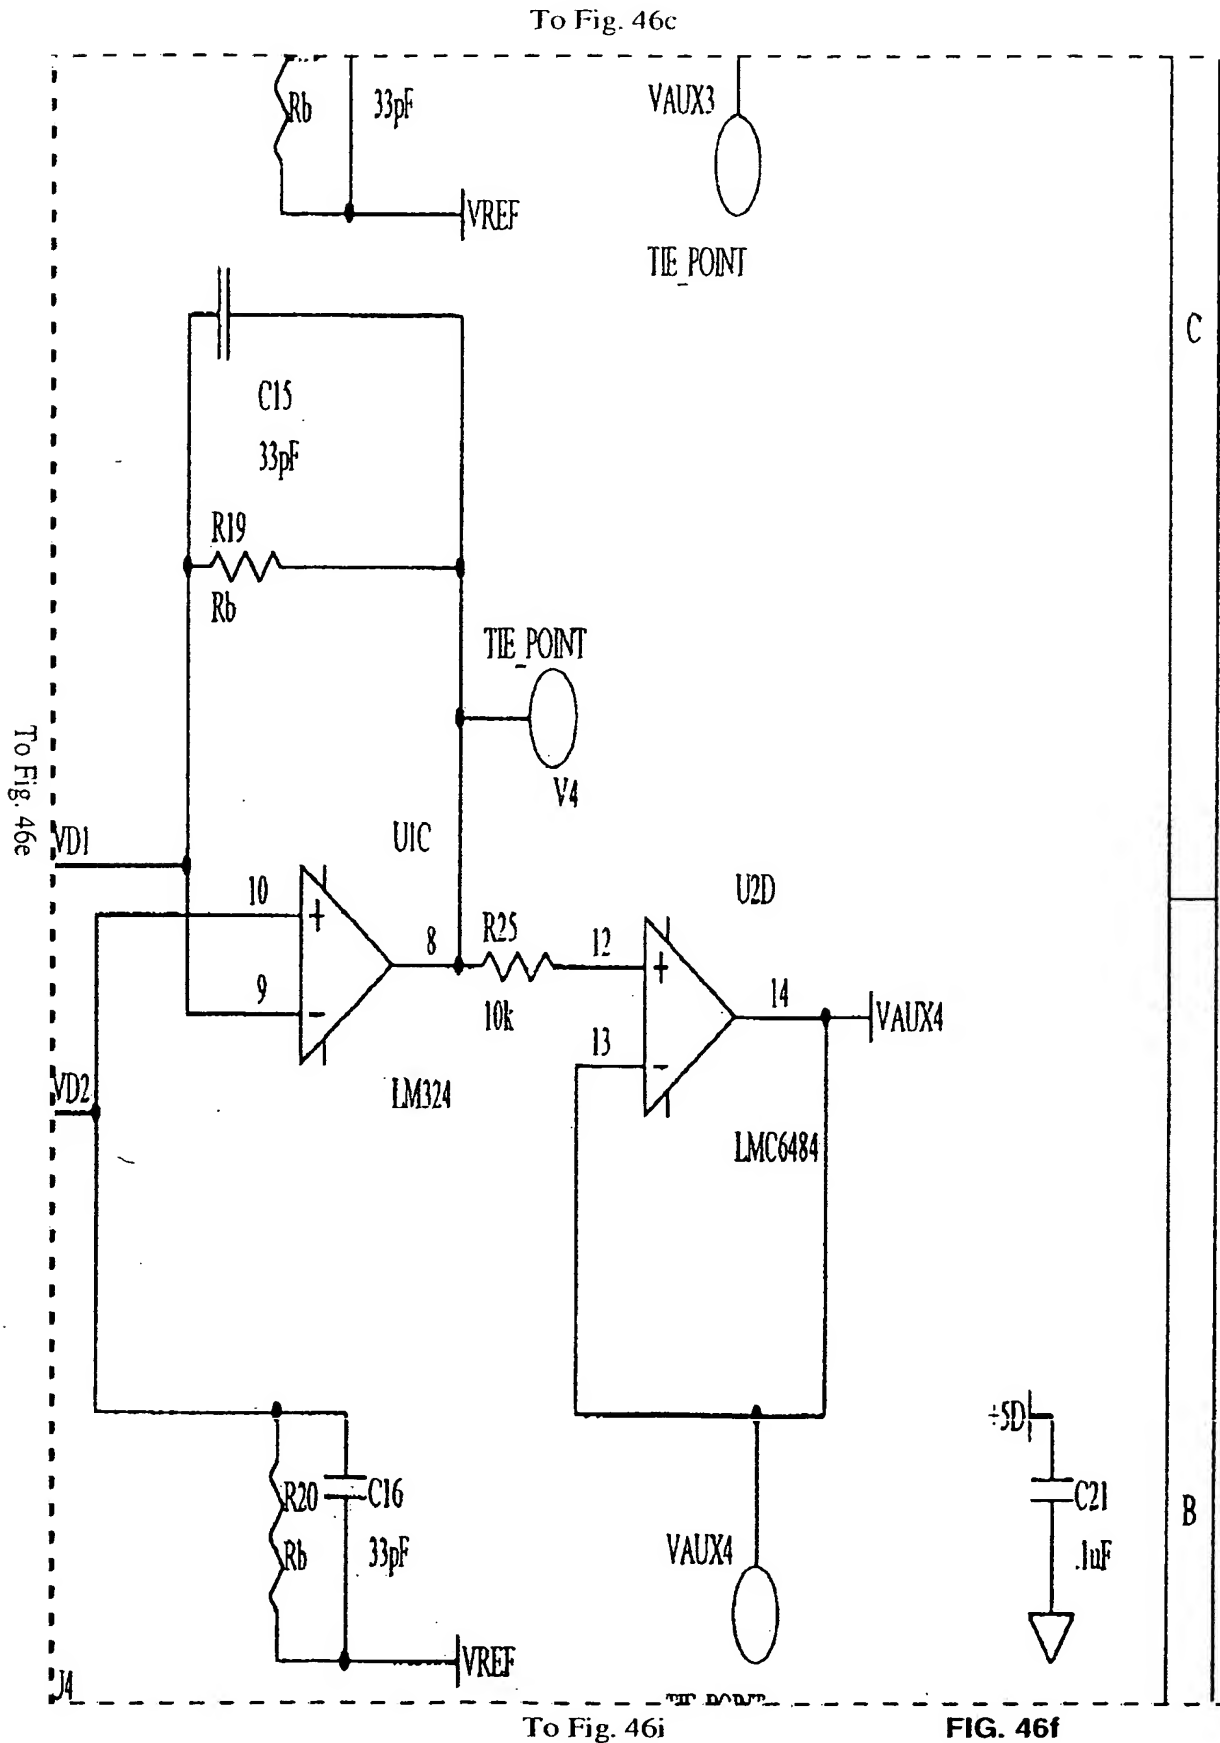 To Fig. 46c
Rb
33pF
VAUX3
VREF
TIE_POINT
C
C15
33pF
R19
Rb
TIE_POINT
V4
To Fig. 46e
VD1
U1C
10
9
8
R25
10k
12
13
U2D
14
VAUX4
VD2
LM324
LMC6484
+5D
R20
C16
C21
B
Rb
33pF
VAUX4
.1uF
VREF
J4
TIE_POINT
To Fig. 46i
FIG. 46f